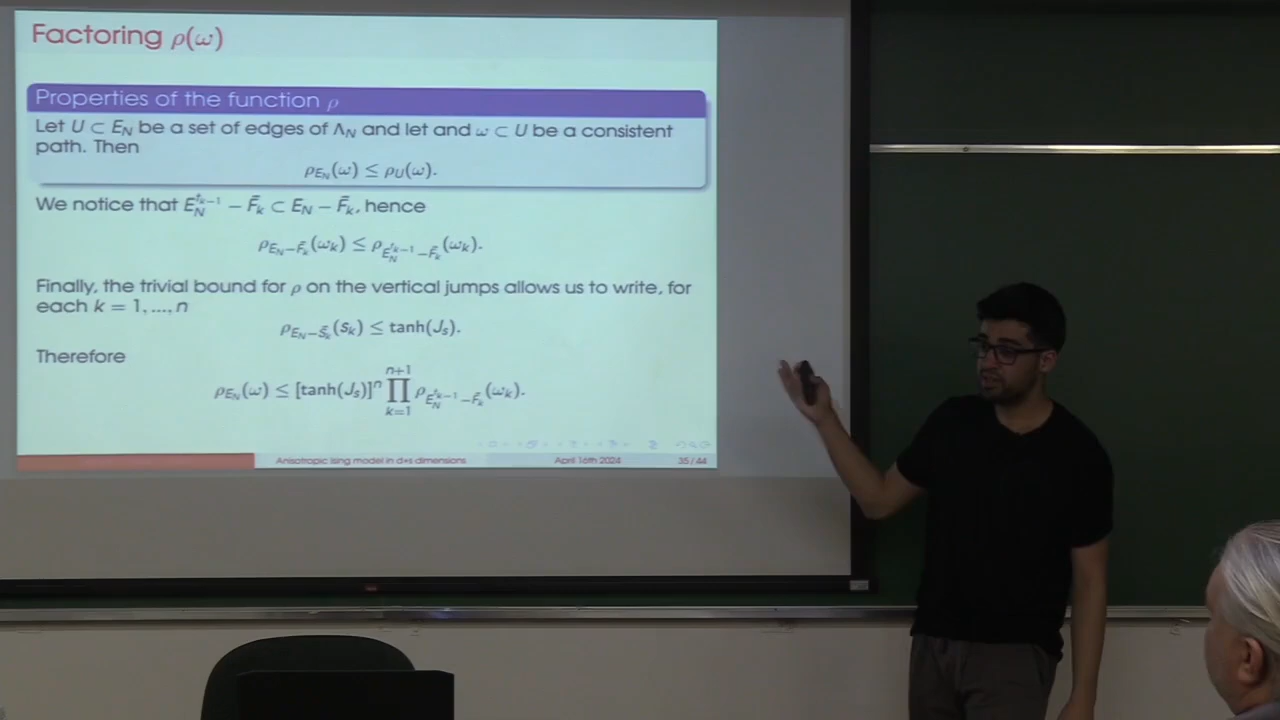 Factoring ρ(ω)
Properties of the function ρ
Let U ⊂ E_N be a set of edges of Λ_N and let and ω ⊂ U be a consistent
path. Then
ρ_{E_N}(ω) ≤ ρ_U(ω).
We notice that E_N^{t_{k-1}} − F̄_k ⊂ E_N − F̄_k, hence
ρ_{E_N−F̄_k}(ω_k) ≤ ρ_{E_N^{t_{k-1}}−F̄_k}(ω_k).
Finally, the trivial bound for ρ on the vertical jumps allows us to write, for
each k = 1, ..., n
ρ_{E_N−S̄_k}(s_k) ≤ tanh(J_s).
Therefore
ρ_{E_N}(ω) ≤ [tanh(J_s)]^n ∏_{k=1}^{n+1} ρ_{E_N^{t_{k-1}}−F̄_k}(ω_k).
Anisotropic Ising model in d+s dimensions April 16th 2024 35 / 44